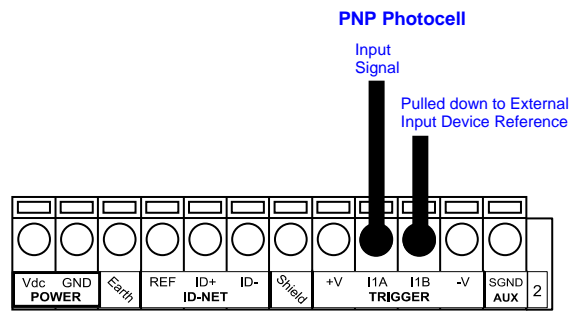 PNP Photocell
Input
Signal
Pulled down to External
Input Device Reference
Vdc GND Earth REF ID+ ID- Shield +V I1A I1B -V SGND 2
POWER ID-NET TRIGGER AUX